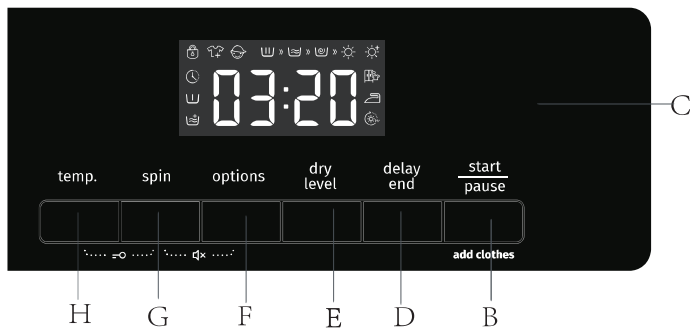 03:20
C
temp. spin options dry level delay end start pause
add clothes
H G F E D B